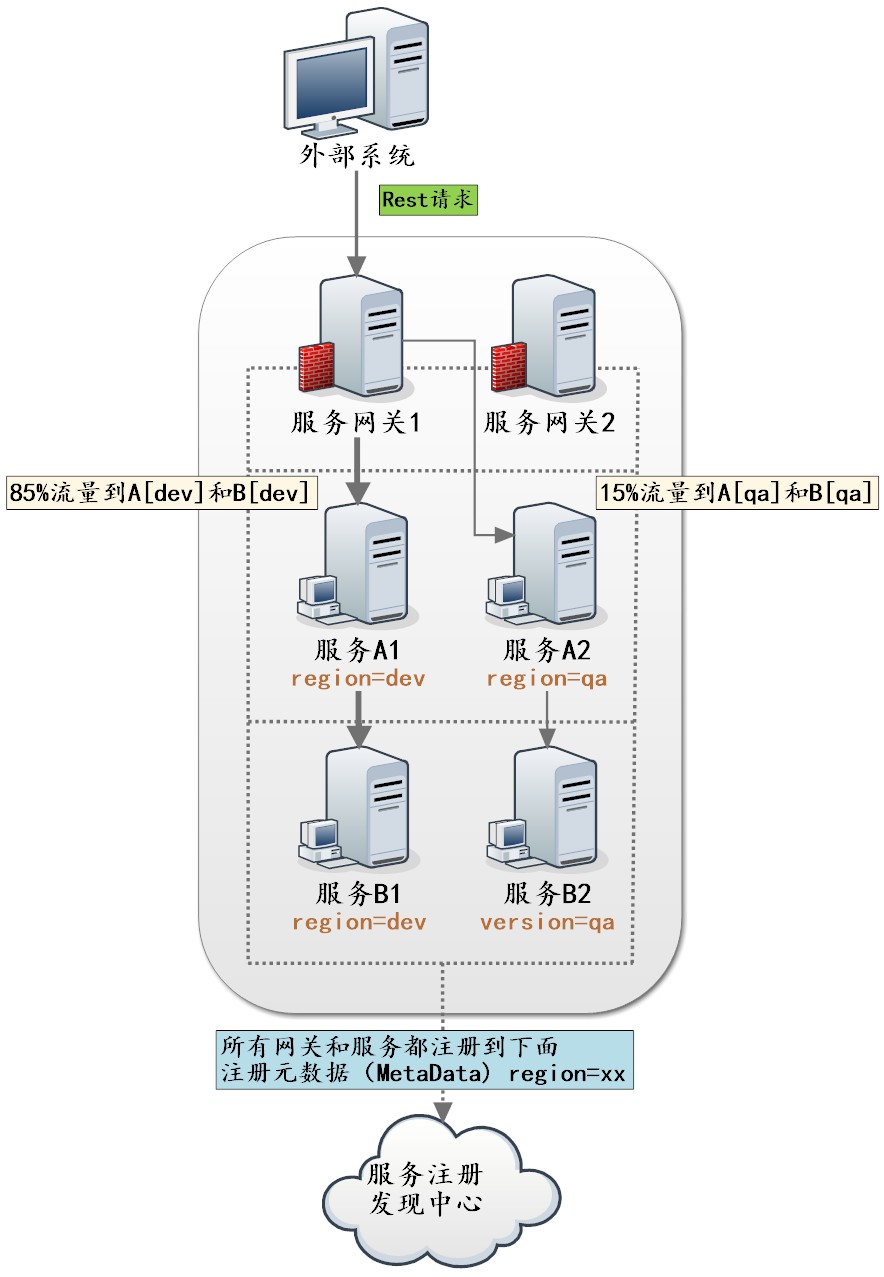 外部系统
Rest请求
服务网关1
服务网关2
85%流量到A[dev]和B[dev]
15%流量到A[qa]和B[qa]
服务A1
region=dev
服务A2
region=qa
服务B1
region=dev
服务B2
version=qa
所有网关和服务都注册到下面
注册元数据（MetaData）region=xx
服务注册
发现中心